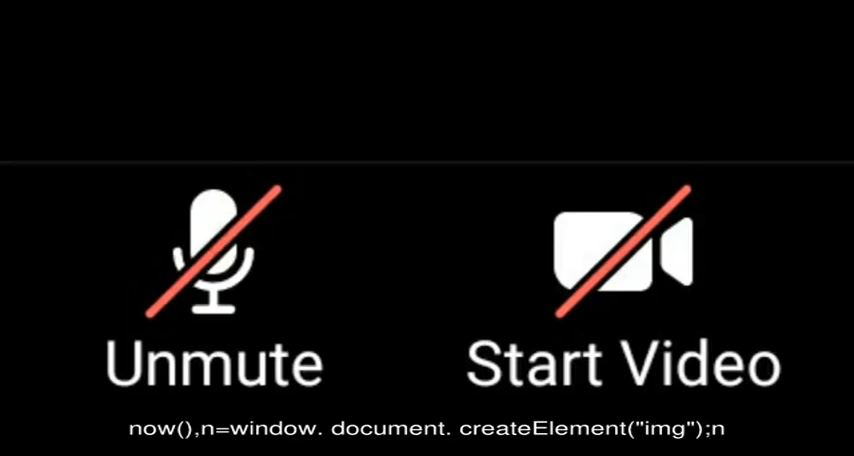 Unmute
Start Video
now(),n=window. document. createElement("img");n